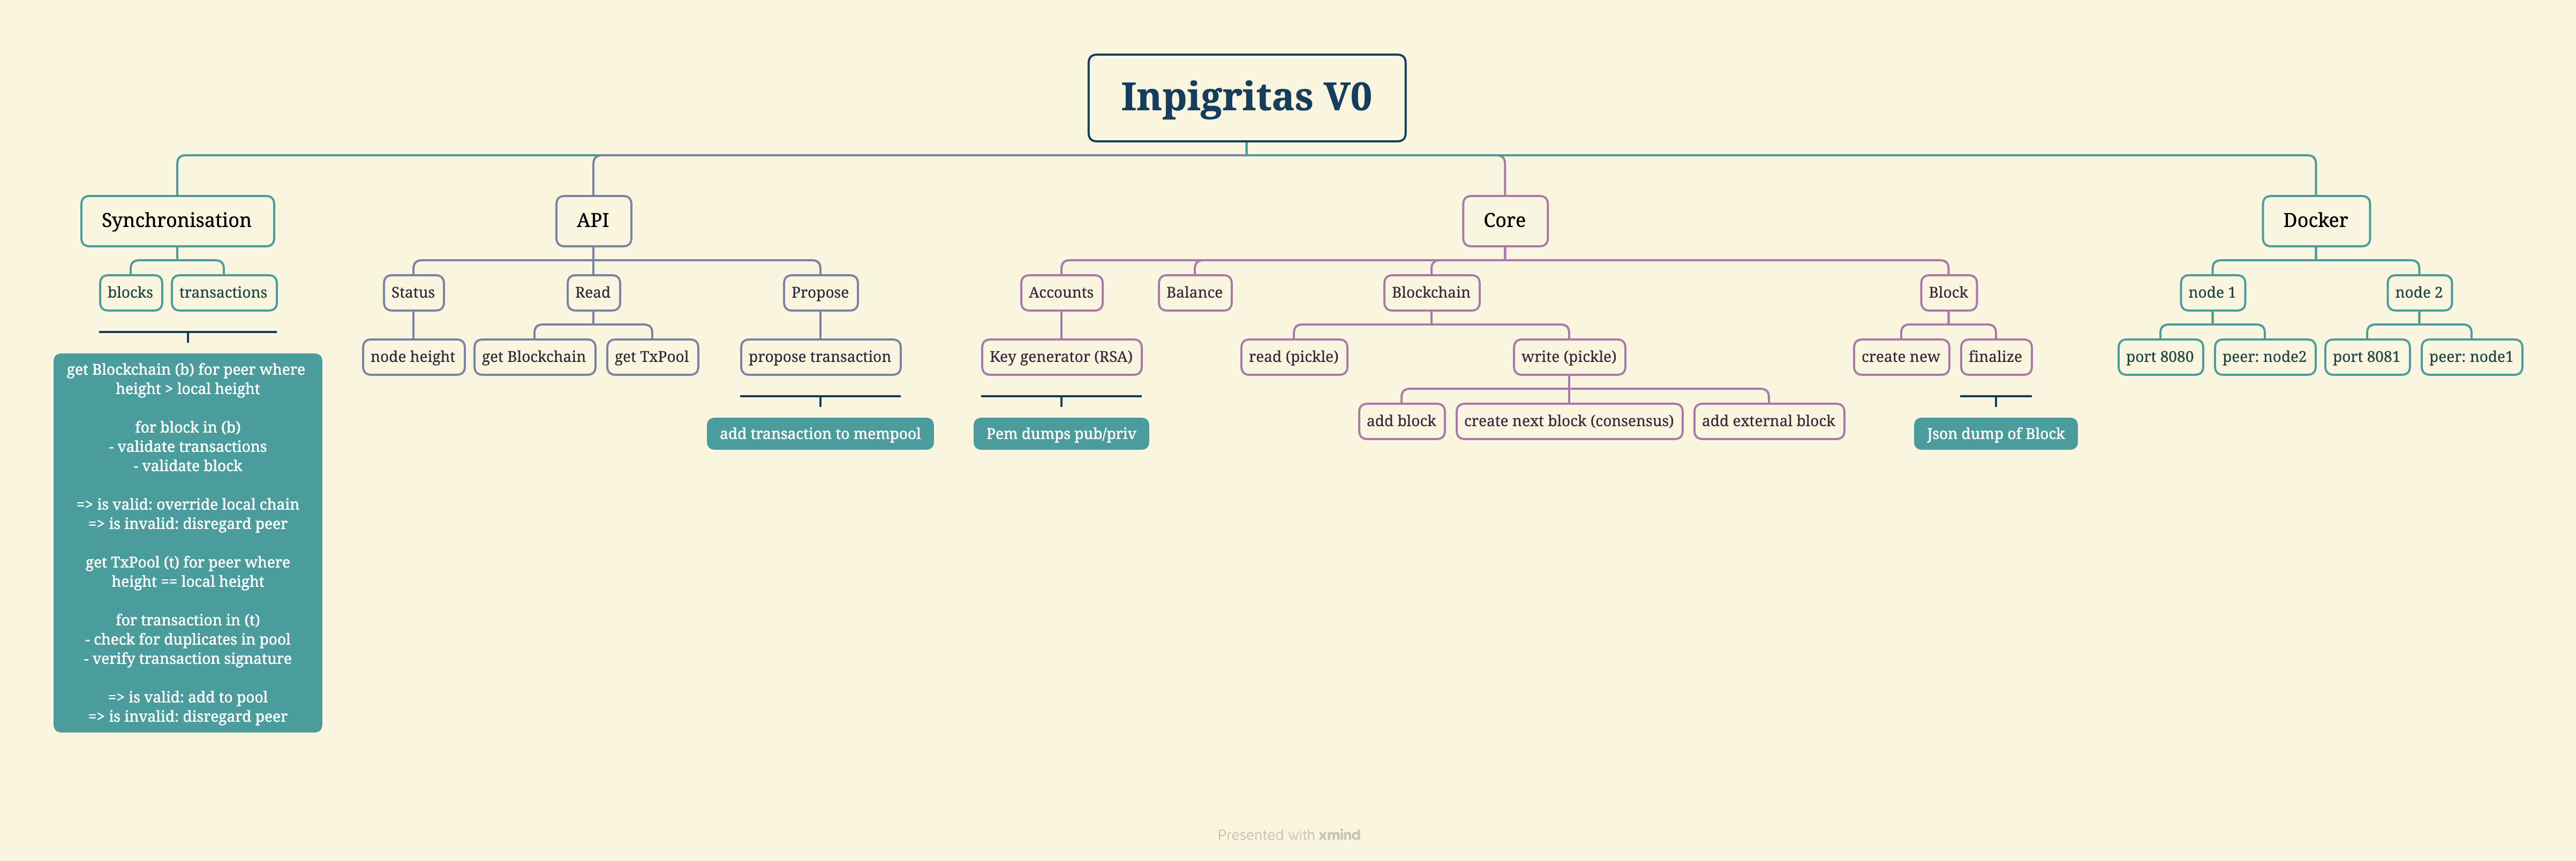 Inpigritas V0
Synchronisation
API
Core
Docker
blocks
transactions
Status
Read
Propose
Accounts
Balance
Blockchain
Block
node 1
node 2
node height
get Blockchain
get TxPool
propose transaction
Key generator (RSA)
read (pickle)
write (pickle)
create new
finalize
port 8080
peer: node2
port 8081
peer: node1
add block
create next block (consensus)
add external block
add transaction to mempool
Pem dumps pub/priv
Json dump of Block
get Blockchain (b) for peer where
height > local height
for block in (b)
- validate transactions
- validate block
=> is valid: override local chain
=> is invalid: disregard peer
get TxPool (t) for peer where
height == local height
for transaction in (t)
- check for duplicates in pool
- verify transaction signature
=> is valid: add to pool
=> is invalid: disregard peer
Presented with xmind